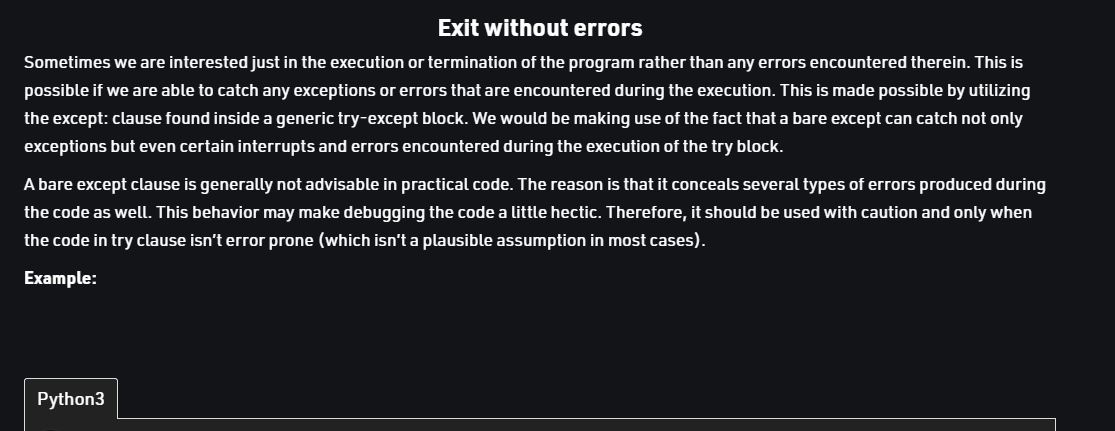 Exit without errors
Sometimes we are interested just in the execution or termination of the program rather than any errors encountered therein. This is
possible if we are able to catch any exceptions or errors that are encountered during the execution. This is made possible by utilizing
the except: clause found inside a generic try-except block. We would be making use of the fact that a bare except can catch not only
exceptions but even certain interrupts and errors encountered during the execution of the try block.
A bare except clause is generally not advisable in practical code. The reason is that it conceals several types of errors produced during
the code as well. This behavior may make debugging the code a little hectic. Therefore, it should be used with caution and only when
the code in try clause isn't error prone (which isn't a plausible assumption in most cases).
Example:
Python3